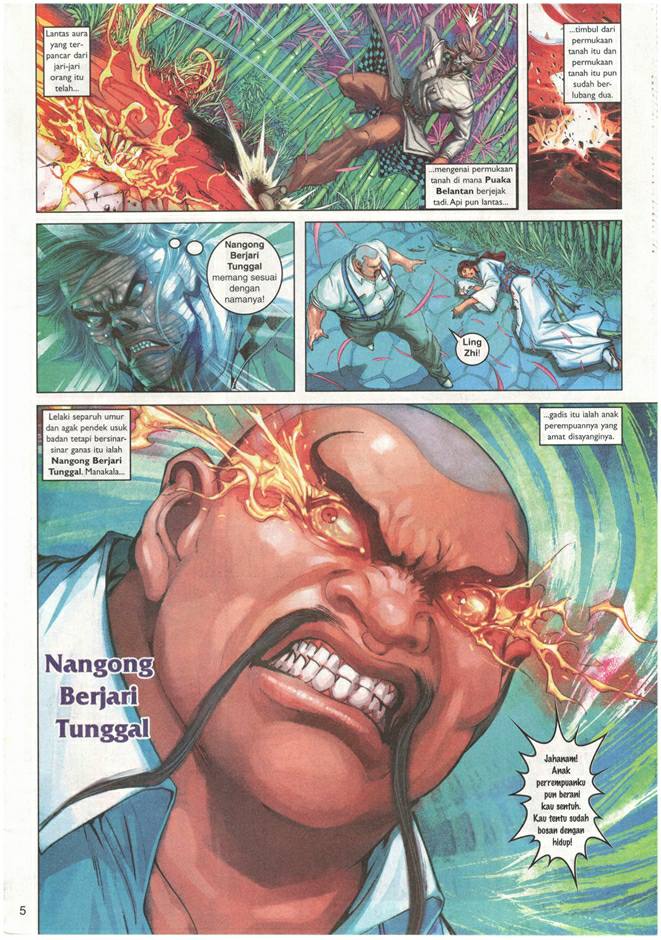 Lantas aura
yang ter-
pancar dari
jari-jari
orang itu
telah...
...mengenai permukaan
tanah di mana Puaka
Belantan berjejak
tadi. Api pun lantas...
...timbul dari
permukaan
tanah itu dan
permukaan
tanah itu pun
sudah ber-
lubang dua.
Nangong
Berjari
Tunggal
memang sesuai
dengan
namanya!
Ling
Zhi!
Lelaki separuh umur
dan agak pendek usuk
badan tetapi bersinar-
sinar ganas itu ialah
Nangong Berjari
Tunggal. Manakala...
...gadis itu ialah anak
perempuannya yang
amat disayanginya.
Nangong
Berjari
Tunggal
Jahanam!
Anak
perrempuanku
pun berani
kau sentuh.
Kau tentu sudah
bosan dengan
hidup!
5